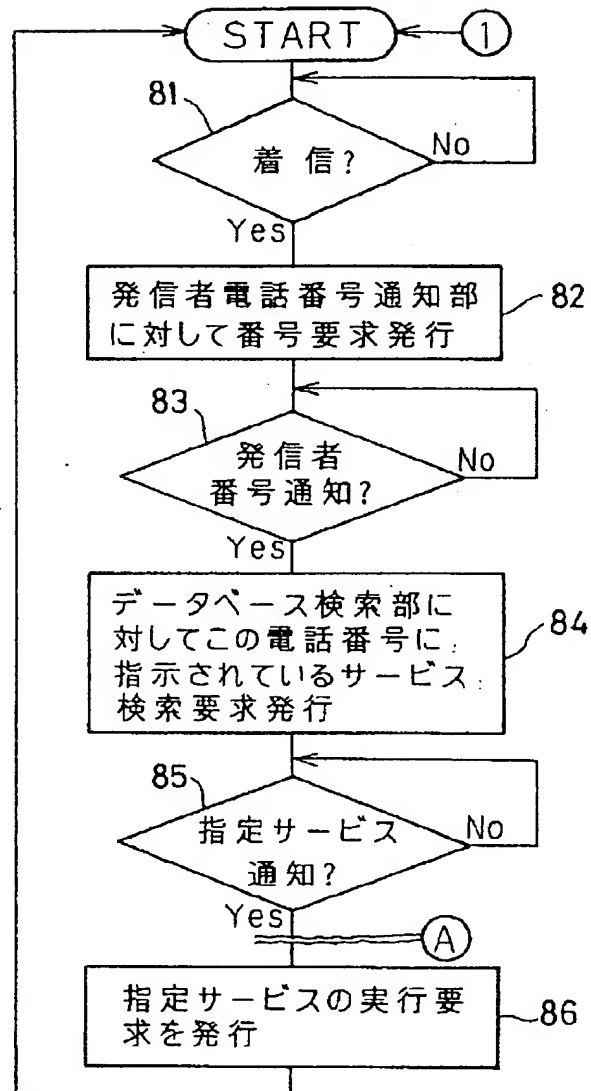 START
1
81
着信?
No
Yes
発信者電話番号通知部
に対して番号要求発行
82
83
発信者
番号通知?
No
Yes
データベース検索部に
対してこの電話番号に
指示されているサービス
検索要求発行
84
85
指定サービス
通知?
No
Yes
A
指定サービスの実行要
求を発行
86